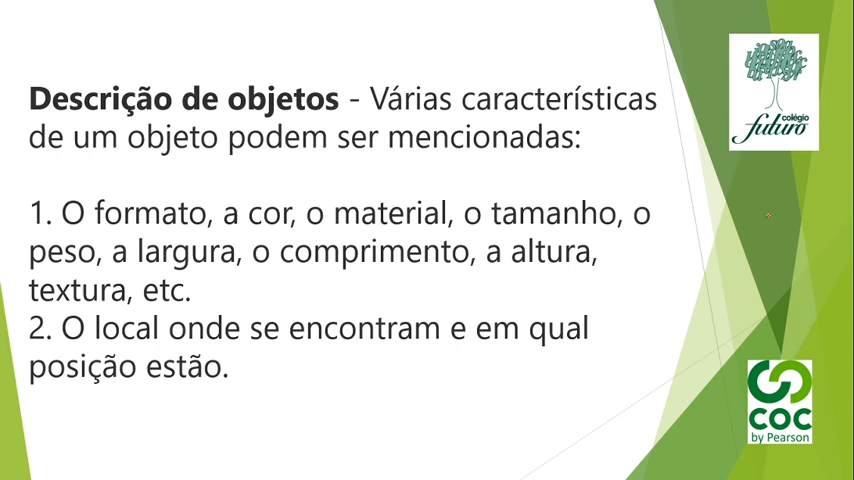 Descrição de objetos - Várias características
de um objeto podem ser mencionadas:
1. O formato, a cor, o material, o tamanho, o
peso, a largura, o comprimento, a altura,
textura, etc.
2. O local onde se encontram e em qual
posição estão.
colégio
futuro
COC
by Pearson